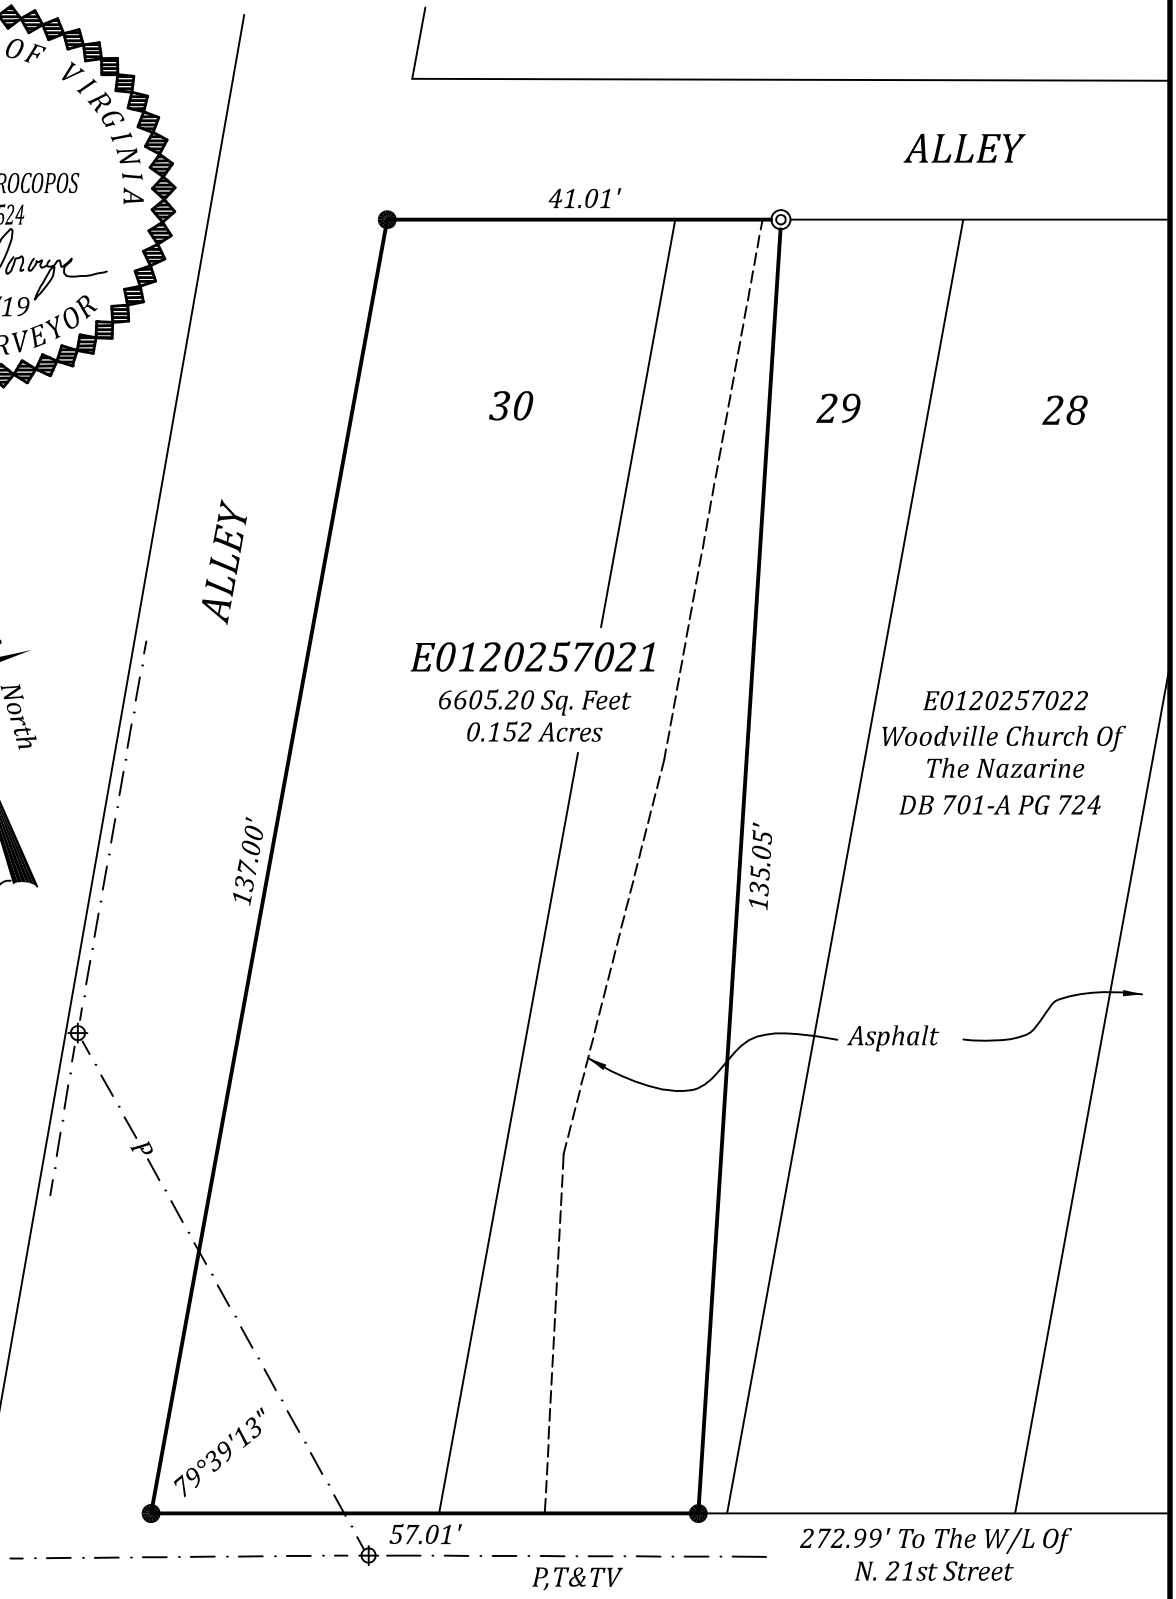 OF VIRGINIA
ROCOPOS
524
19
RVEYOR
ALLEY
41.01'
30
29
28
ALLEY
E0120257021
6605.20 Sq. Feet
0.152 Acres
North
E0120257022
Woodville Church Of
The Nazarine
DB 701-A PG 724
137.00'
135.05'
Asphalt
P
79°39'13"
57.01'
272.99' To The W/L Of
N. 21st Street
P,T&TV